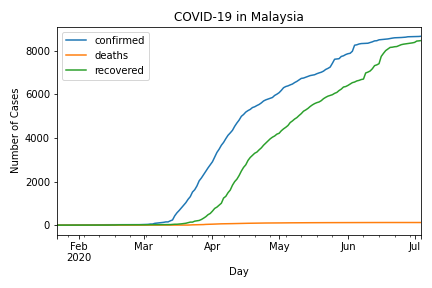 COVID-19 in Malaysia
confirmed
deaths
recovered
Number of Cases
8000
6000
4000
2000
0
Feb
2020
Mar
Apr
May
Jun
Jul
Day